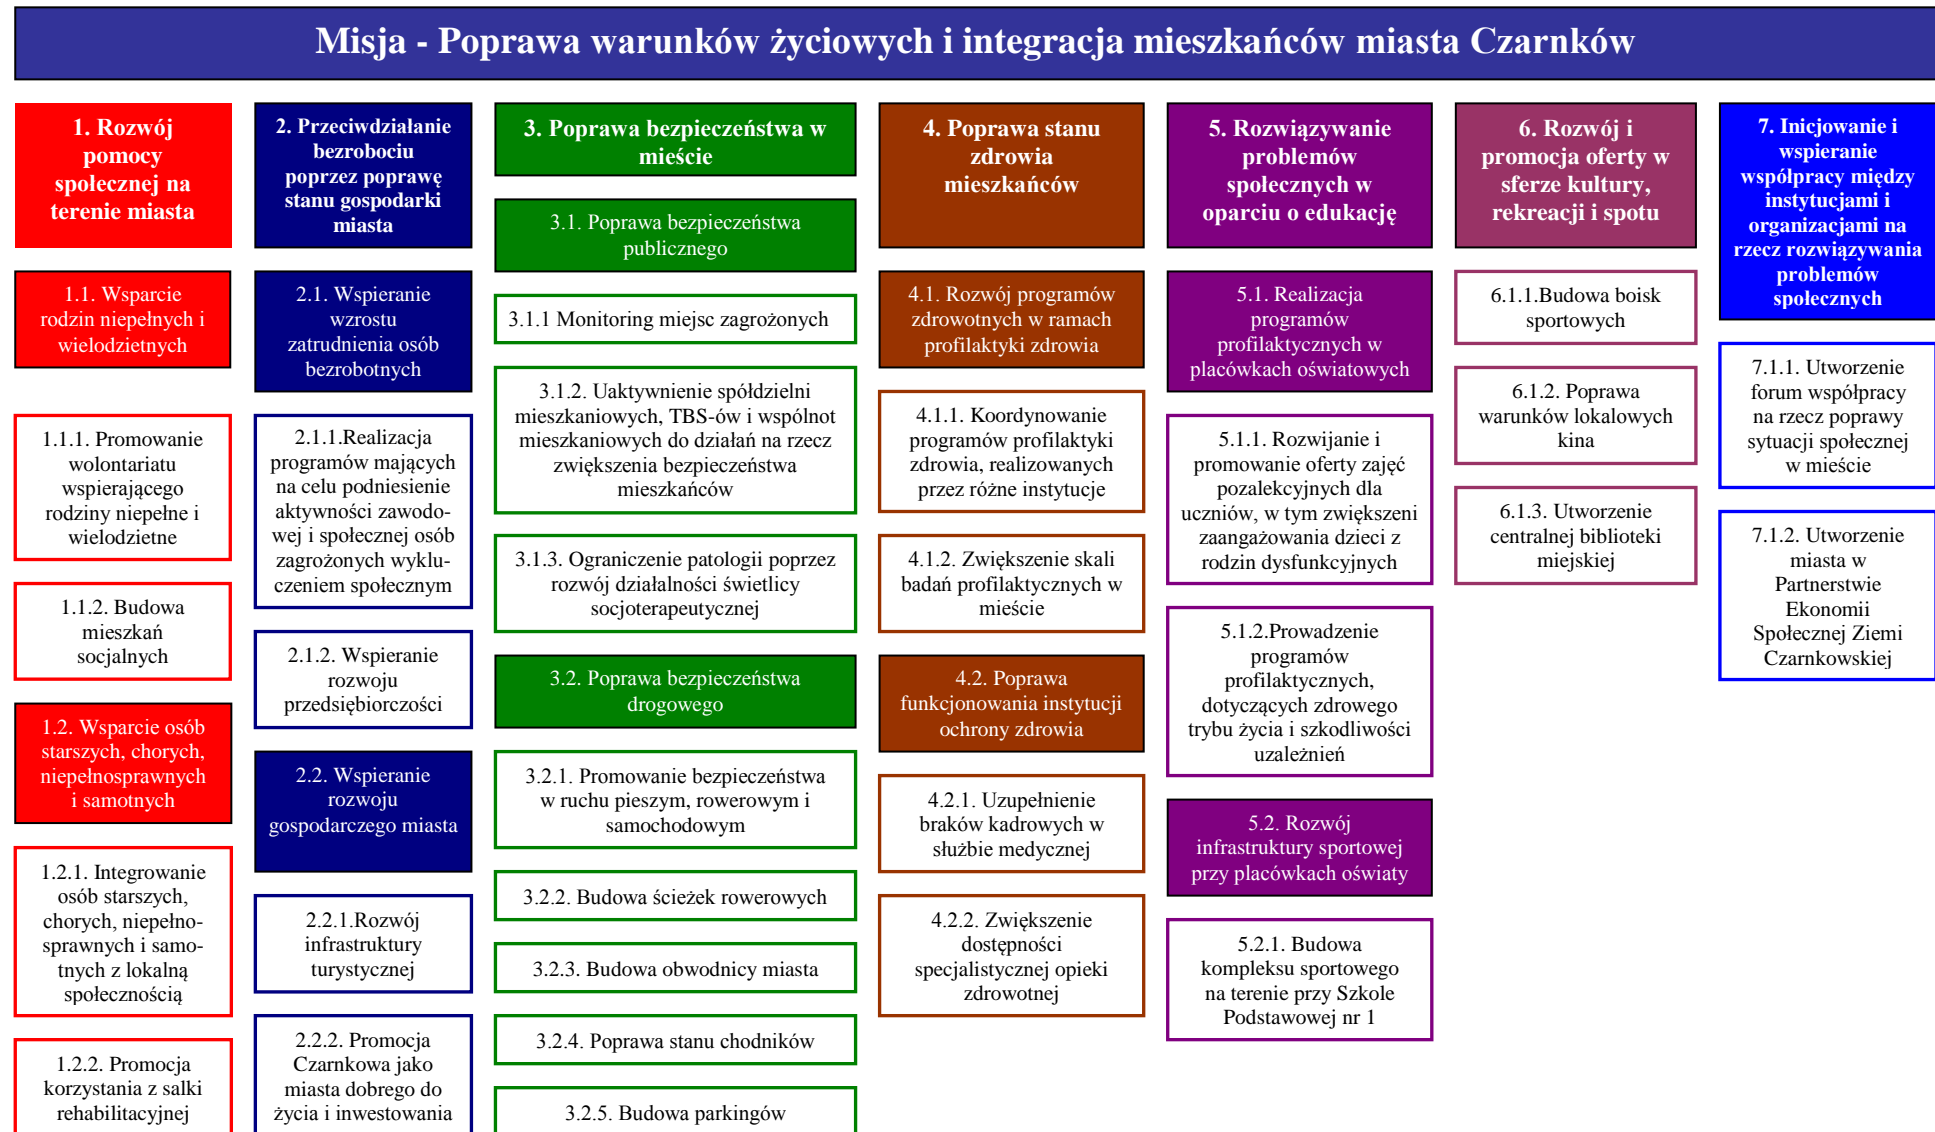 Misja - Poprawa warunków życiowych i integracja mieszkańców miasta Czarnków
1. Rozwój
pomocy
społecznej na
terenie miasta
1.1. Wsparcie
rodzin niepełnych i
wielodzietnych
1.1.1. Promowanie
wolontariatu
wspierającego
rodziny niepełne i
wielodzietne
1.1.2. Budowa
mieszkań
socjalnych
1.2. Wsparcie osób
starszych, chorych,
niepełnosprawnych
i samotnych
1.2.1. Integrowanie
osób starszych,
chorych, niepełno-
sprawnych i samo-
tnych z lokalną
społecznością
1.2.2. Promocja
korzystania z salki
rehabilitacyjnej
2. Przeciwdziałanie
bezrobociu
poprzez poprawę
stanu gospodarki
miasta
2.1. Wspieranie
wzrostu
zatrudnienia osób
bezrobotnych
2.1.1.Realizacja
programów mających
na celu podniesienie
aktywności zawodo-
wej i społecznej osób
zagrożonych wyklu-
czeniem społecznym
2.1.2. Wspieranie
rozwoju
przedsiębiorczości
2.2. Wspieranie
rozwoju
gospodarczego miasta
2.2.1.Rozwój
infrastruktury
turystycznej
2.2.2. Promocja
Czarnkowa jako
miasta dobrego do
życia i inwestowania
3. Poprawa bezpieczeństwa w
mieście
3.1. Poprawa bezpieczeństwa
publicznego
3.1.1 Monitoring miejsc zagrożonych
3.1.2. Uaktywnienie spółdzielni
mieszkaniowych, TBS-ów i wspólnot
mieszkaniowych do działań na rzecz
zwiększenia bezpieczeństwa
mieszkańców
3.1.3. Ograniczenie patologii poprzez
rozwój działalności świetlicy
socjoterapeutycznej
3.2. Poprawa bezpieczeństwa
drogowego
3.2.1. Promowanie bezpieczeństwa
w ruchu pieszym, rowerowym i
samochodowym
3.2.2. Budowa ścieżek rowerowych
3.2.3. Budowa obwodnicy miasta
3.2.4. Poprawa stanu chodników
3.2.5. Budowa parkingów
4. Poprawa stanu
zdrowia
mieszkańców
4.1. Rozwój programów
zdrowotnych w ramach
profilaktyki zdrowia
4.1.1. Koordynowanie
programów profilaktyki
zdrowia, realizowanych
przez różne instytucje
4.1.2. Zwiększenie skali
badań profilaktycznych w
mieście
4.2. Poprawa
funkcjonowania instytucji
ochrony zdrowia
4.2.1. Uzupełnienie
braków kadrowych w
służbie medycznej
4.2.2. Zwiększenie
dostępności
specjalistycznej opieki
zdrowotnej
5. Rozwiązywanie
problemów
społecznych w
oparciu o edukację
5.1. Realizacja
programów
profilaktycznych w
placówkach oświatowych
5.1.1. Rozwijanie i
promowanie oferty zajęć
pozalekcyjnych dla
uczniów, w tym zwiększeni
zaangażowania dzieci z
rodzin dysfunkcyjnych
5.1.2.Prowadzenie
programów
profilaktycznych,
dotyczących zdrowego
trybu życia i szkodliwości
uzależnień
5.2. Rozwój
infrastruktury sportowej
przy placówkach oświaty
5.2.1. Budowa
kompleksu sportowego
na terenie przy Szkole
Podstawowej nr 1
6. Rozwój i
promocja oferty w
sferze kultury,
rekreacji i spotu
6.1.1.Budowa boisk
sportowych
6.1.2. Poprawa
warunków lokalowych
kina
6.1.3. Utworzenie
centralnej biblioteki
miejskiej
7. Inicjowanie i
wspieranie
współpracy między
instytucjami i
organizacjami na
rzecz rozwiązywania
problemów
społecznych
7.1.1. Utworzenie
forum współpracy
na rzecz poprawy
sytuacji społecznej
w mieście
7.1.2. Utworzenie
miasta w
Partnerstwie
Ekonomii
Społecznej Ziemi
Czarnkowskiej